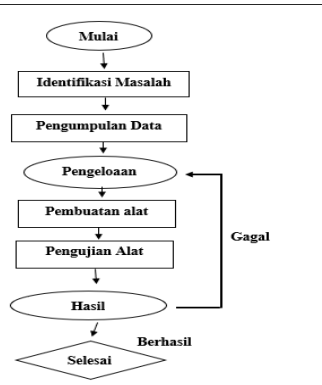 Mulai
Identifikasi Masalah
Pengumpulan Data
Pengeloaan
Pembuatan alat
Pengujian Alat
Gagal
Hasil
Berhasil
Selesai